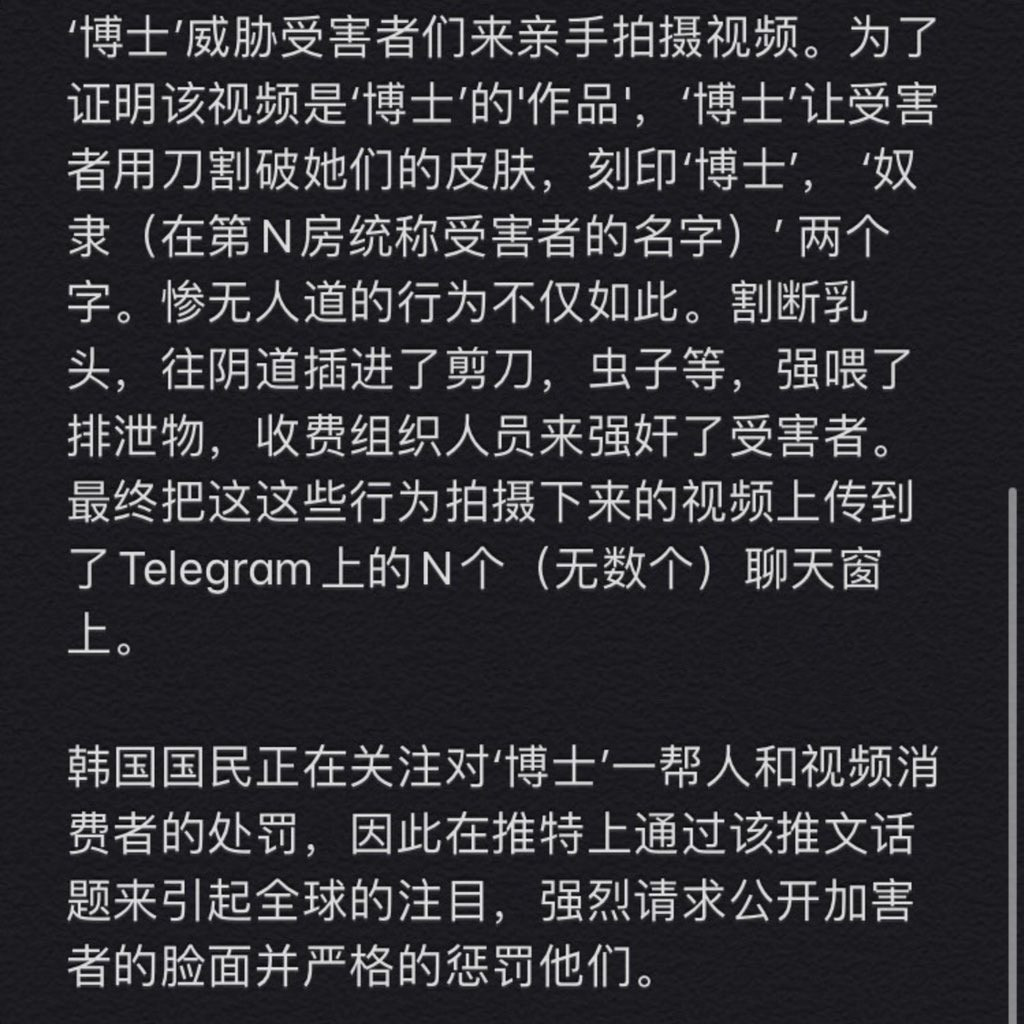 ‘博士’威胁受害者们来亲手拍摄视频。为了
证明该视频是‘博士’的'作品'，‘博士’让受害
者用刀割破她们的皮肤，刻印‘博士’，‘奴
隶（在第N房统称受害者的名字）’ 两个
字。惨无人道的行为不仅如此。割断乳
头，往阴道插进了剪刀，虫子等，强喂了
排泄物，收费组织人员来强奸了受害者。
最终把这这些行为拍摄下来的视频上传到
了Telegram上的N个（无数个）聊天窗
上。
韩国国民正在关注对‘博士’一帮人和视频消
费者的处罚，因此在推特上通过该推文话
题来引起全球的注目，强烈请求公开加害
者的脸面并严格的惩罚他们。